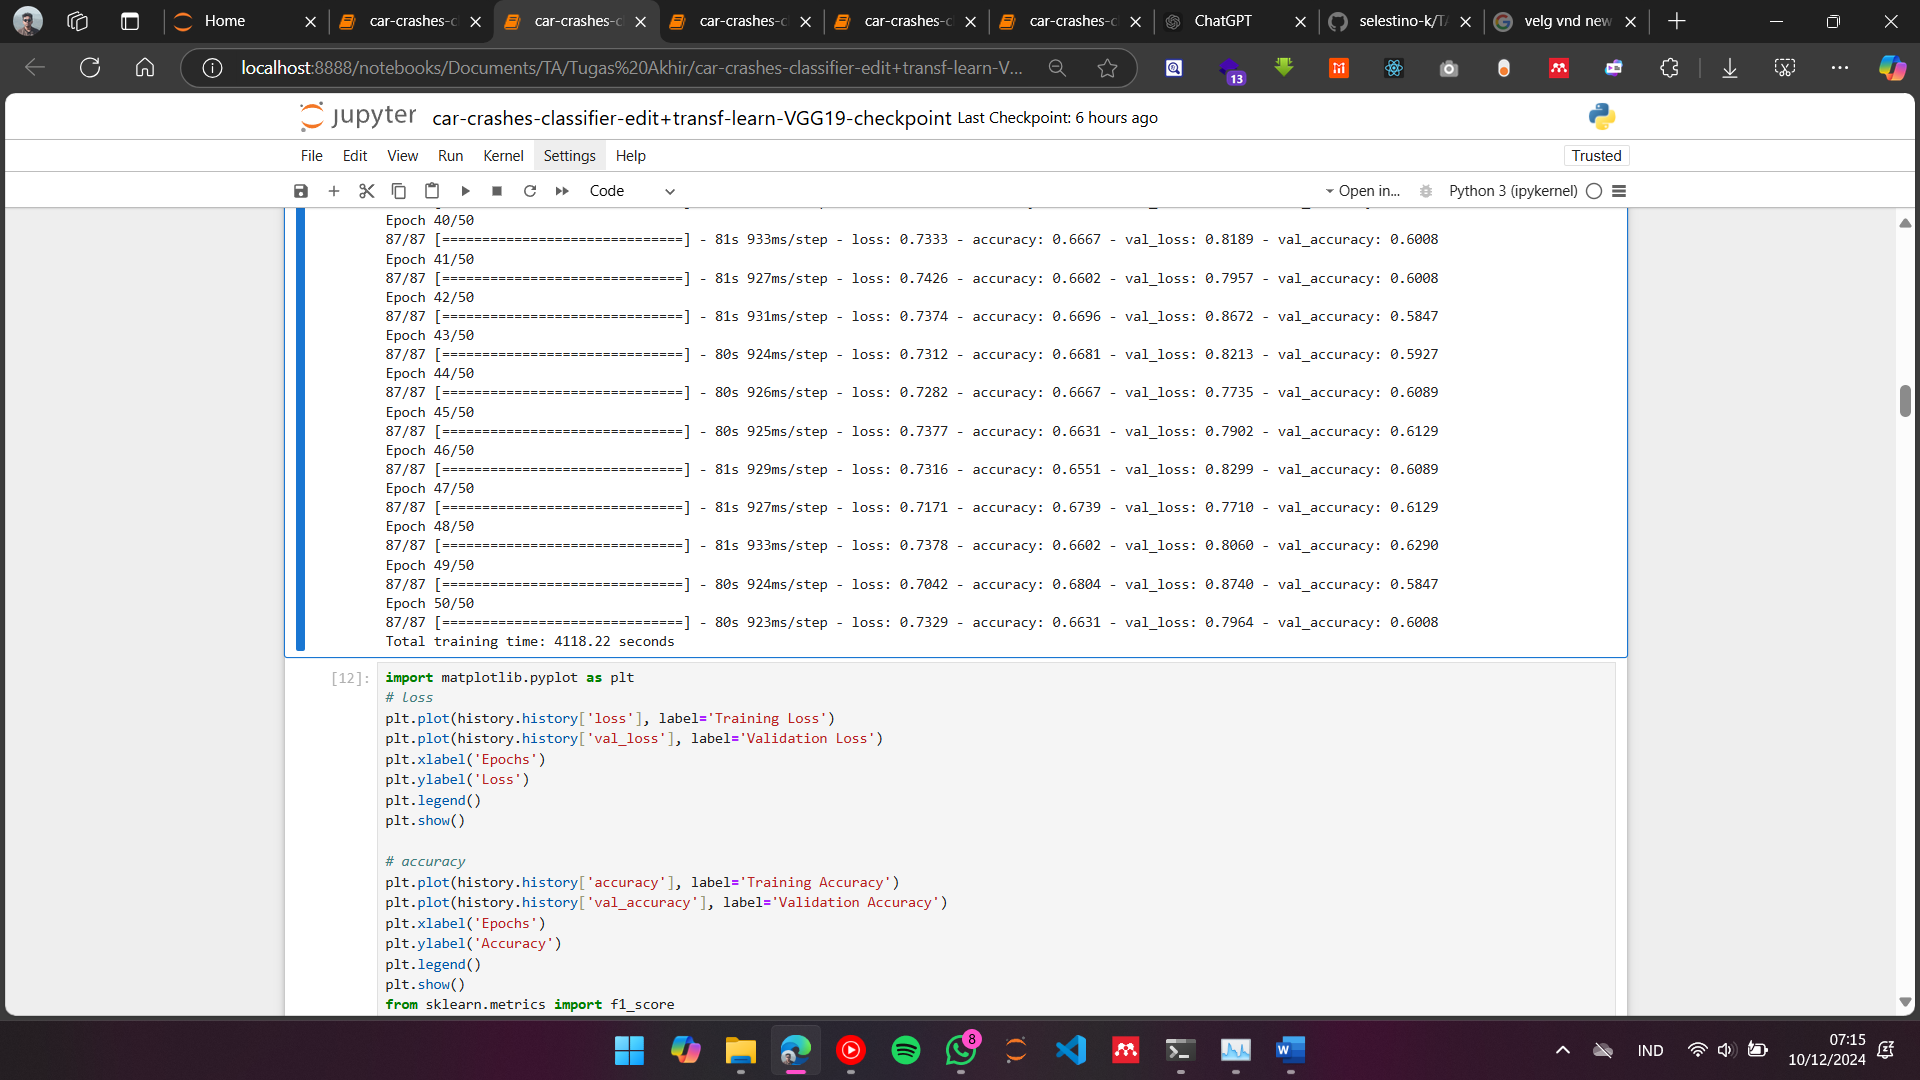 Home
car-crashes-c
car-crashes-c
car-crashes-c
car-crashes-c
car-crashes-c
ChatGPT
selestino-k/TA
velg vnd new
localhost:8888/notebooks/Documents/TA/Tugas%20Akhir/car-crashes-classifier-edit+transf-learn-V...
13
jupyter car-crashes-classifier-edit+transf-learn-VGG19-checkpoint Last Checkpoint: 6 hours ago
File Edit View Run Kernel Settings Help
Trusted
Code
Open in...
Python 3 (ipykernel)
Epoch 40/50
87/87 [==============================] - 81s 933ms/step - loss: 0.7333 - accuracy: 0.6667 - val_loss: 0.8189 - val_accuracy: 0.6008
Epoch 41/50
87/87 [==============================] - 81s 927ms/step - loss: 0.7426 - accuracy: 0.6602 - val_loss: 0.7957 - val_accuracy: 0.6008
Epoch 42/50
87/87 [==============================] - 81s 931ms/step - loss: 0.7374 - accuracy: 0.6696 - val_loss: 0.8672 - val_accuracy: 0.5847
Epoch 43/50
87/87 [==============================] - 80s 924ms/step - loss: 0.7312 - accuracy: 0.6681 - val_loss: 0.8213 - val_accuracy: 0.5927
Epoch 44/50
87/87 [==============================] - 80s 926ms/step - loss: 0.7282 - accuracy: 0.6667 - val_loss: 0.7735 - val_accuracy: 0.6089
Epoch 45/50
87/87 [==============================] - 80s 925ms/step - loss: 0.7377 - accuracy: 0.6631 - val_loss: 0.7902 - val_accuracy: 0.6129
Epoch 46/50
87/87 [==============================] - 81s 929ms/step - loss: 0.7316 - accuracy: 0.6551 - val_loss: 0.8299 - val_accuracy: 0.6089
Epoch 47/50
87/87 [==============================] - 81s 927ms/step - loss: 0.7171 - accuracy: 0.6739 - val_loss: 0.7710 - val_accuracy: 0.6129
Epoch 48/50
87/87 [==============================] - 81s 933ms/step - loss: 0.7378 - accuracy: 0.6602 - val_loss: 0.8060 - val_accuracy: 0.6290
Epoch 49/50
87/87 [==============================] - 80s 924ms/step - loss: 0.7042 - accuracy: 0.6804 - val_loss: 0.8740 - val_accuracy: 0.5847
Epoch 50/50
87/87 [==============================] - 80s 923ms/step - loss: 0.7329 - accuracy: 0.6631 - val_loss: 0.7964 - val_accuracy: 0.6008
Total training time: 4118.22 seconds
[12]:
import matplotlib.pyplot as plt
# loss
plt.plot(history.history['loss'], label='Training Loss')
plt.plot(history.history['val_loss'], label='Validation Loss')
plt.xlabel('Epochs')
plt.ylabel('Loss')
plt.legend()
plt.show()
# accuracy
plt.plot(history.history['accuracy'], label='Training Accuracy')
plt.plot(history.history['val_accuracy'], label='Validation Accuracy')
plt.xlabel('Epochs')
plt.ylabel('Accuracy')
plt.legend()
plt.show()
from sklearn.metrics import f1_score
8
IND
07:15
10/12/2024